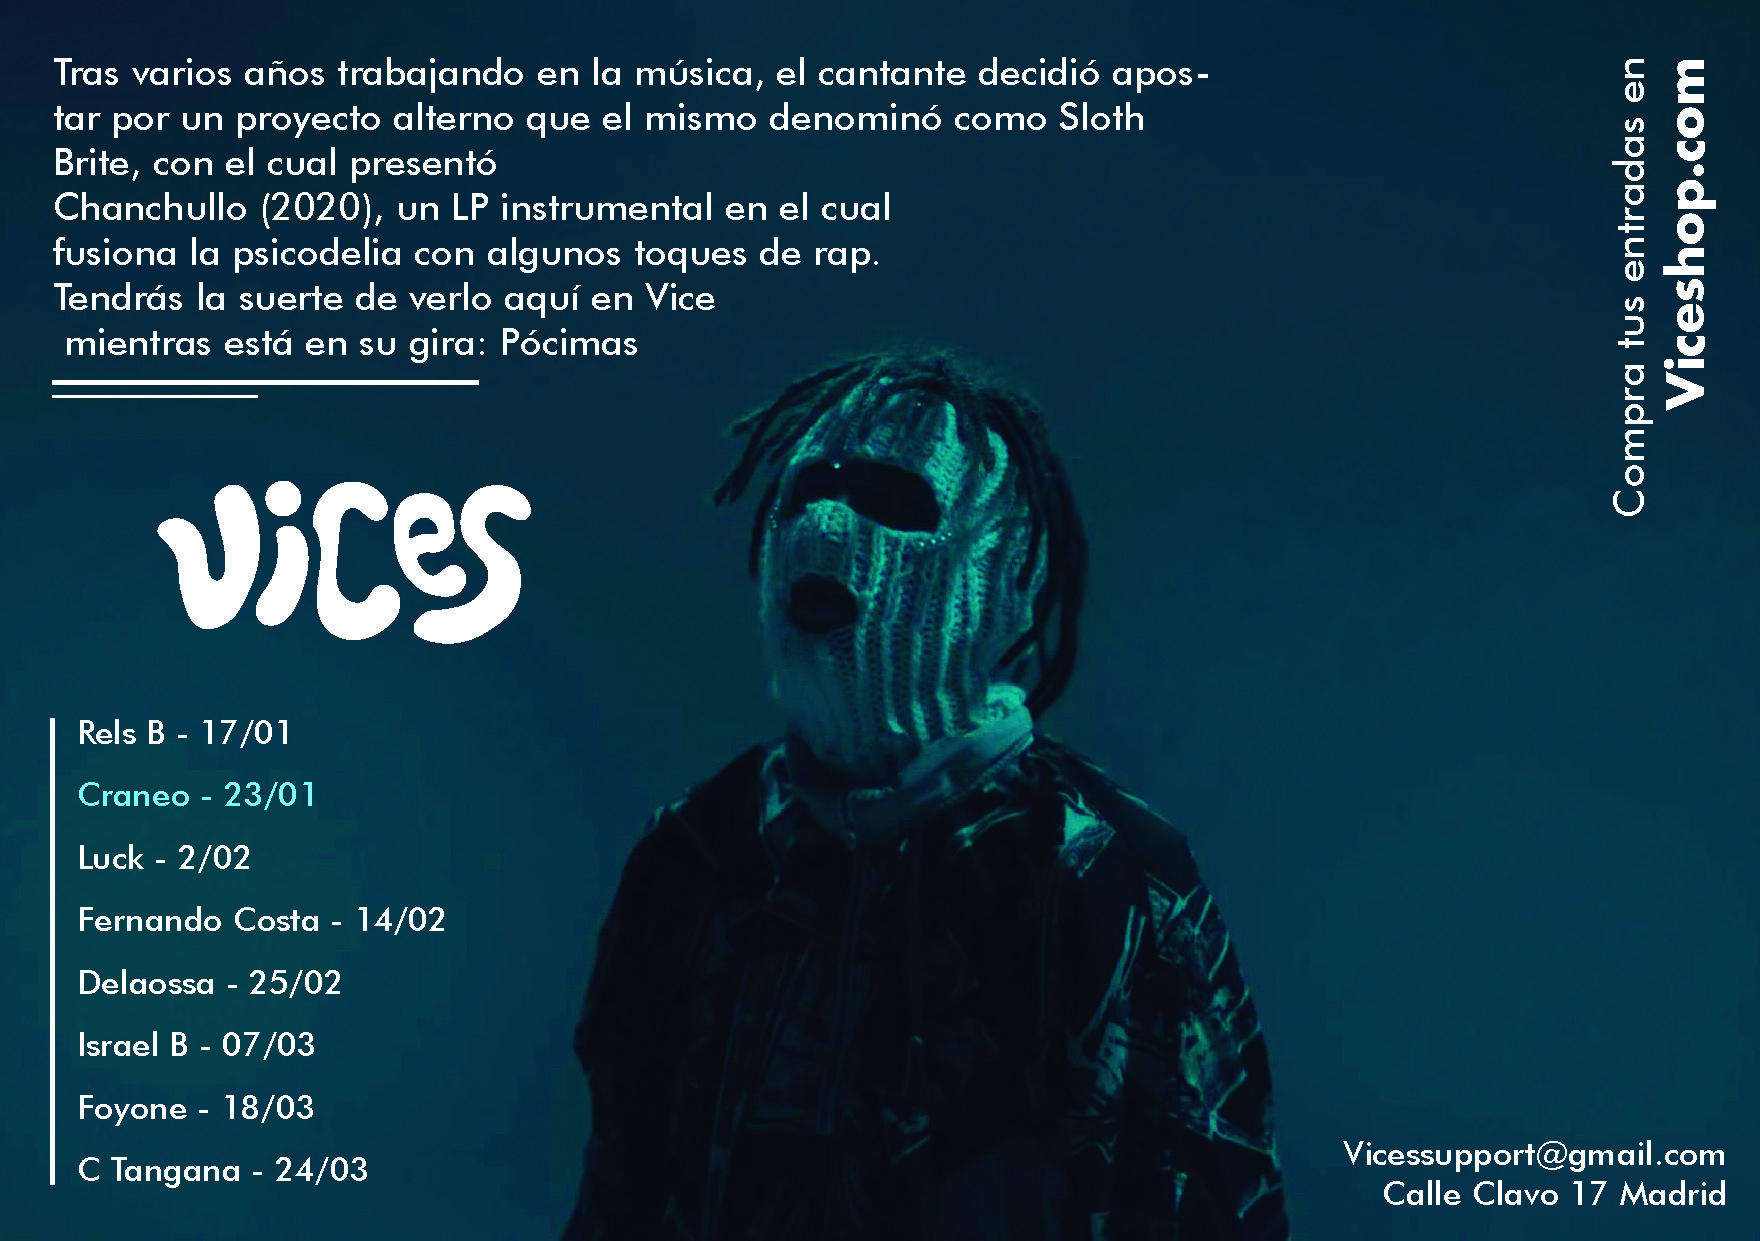 Tras varios años trabajando en la música, el cantante decidió apos-
tar por un proyecto alterno que el mismo denominó como Sloth
Brite, con el cual presentó
Chanchullo (2020), un LP instrumental en el cual
fusiona la psicodelia con algunos toques de rap.
Tendrás la suerte de verlo aquí en Vice
mientras está en su gira: Pócimas
Compra tus entradas en
Viceshop.com
vices
Rels B - 17/01
Craneo - 23/01
Luck - 2/02
Fernando Costa - 14/02
Delaossa - 25/02
Israel B - 07/03
Foyone - 18/03
C Tangana - 24/03
Vicessupport@gmail.com
Calle Clavo 17 Madrid